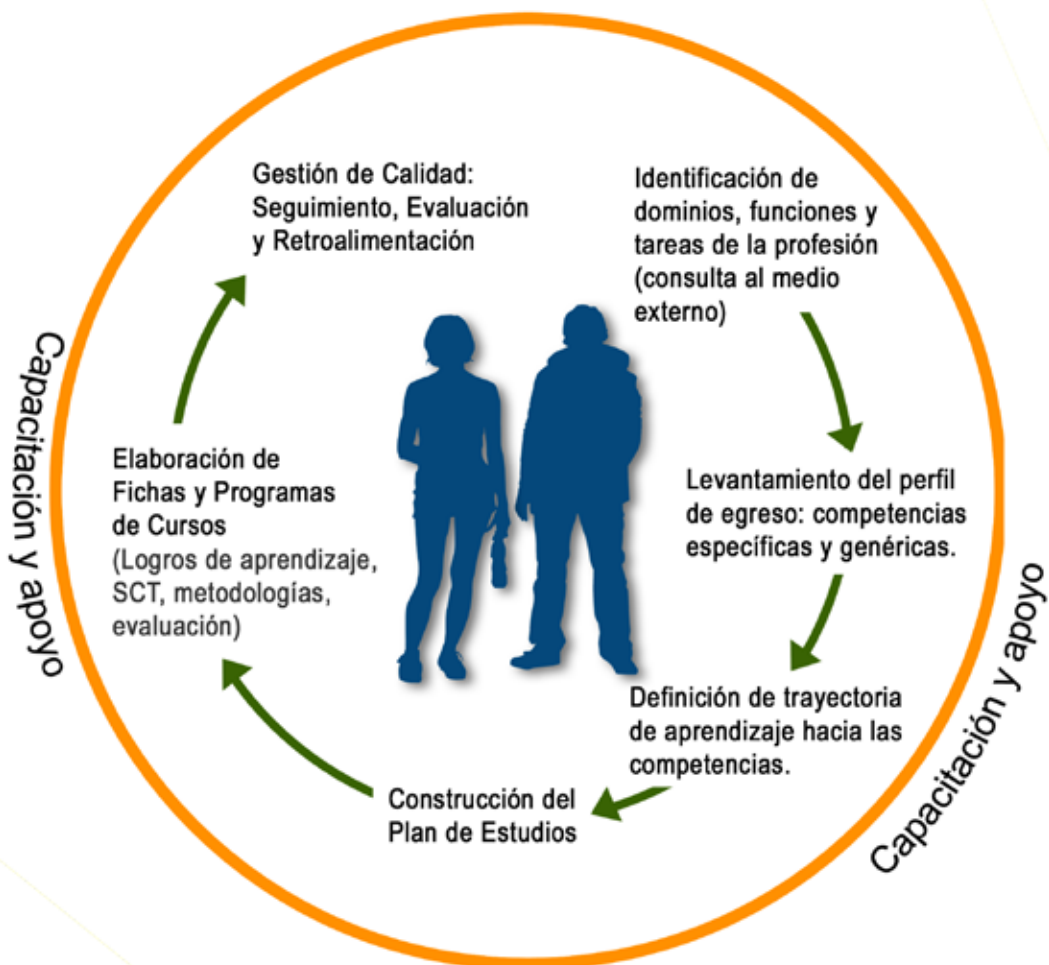 Gestión de Calidad:
Seguimiento, Evaluación
y Retroalimentación
Identificación de
dominios, funciones y
tareas de la profesión
(consulta al medio
externo)
Levantamiento del perfil
de egreso: competencias
específicas y genéricas.
Definición de trayectoria
de aprendizaje hacia las
competencias.
Construcción del
Plan de Estudios
Elaboración de
Fichas y Programas
de Cursos
(Logros de aprendizaje,
SCT, metodologías,
evaluación)
Capacitación y apoyo
Capacitación y apoyo